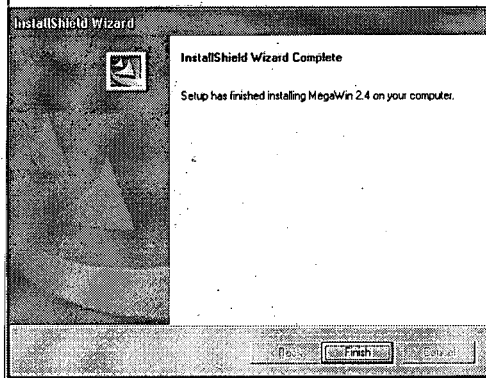 InstallShield Wizard
InstallShield Wizard Complete
Setup has finished installing MegaWin 2.4 on your computer.
Back Finish Cancel